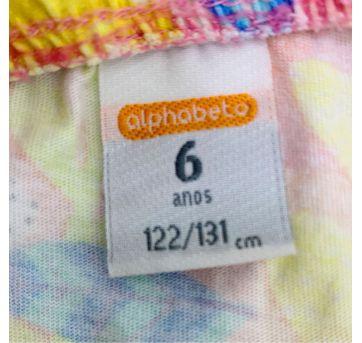 alphabeto
6
anos
122/131 cm